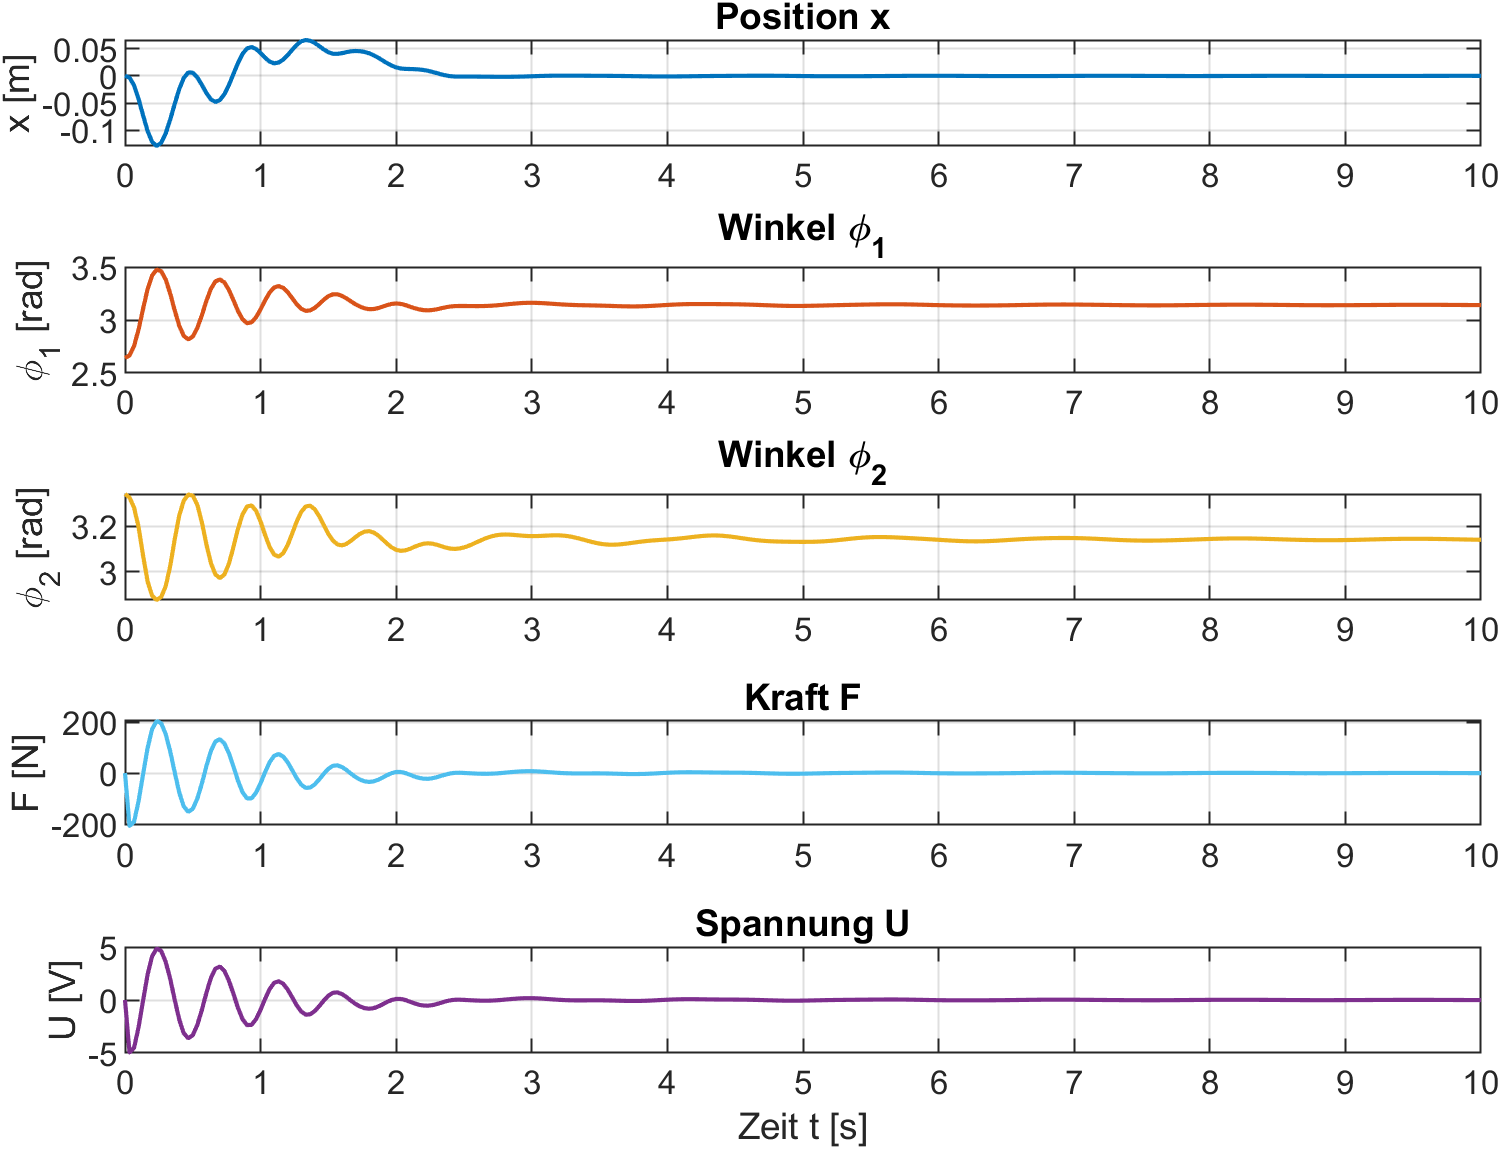 Position x
x [m]
0.05
0
-0.05
-0.1
0 1 2 3 4 5 6 7 8 9 10
Winkel ϕ1
ϕ1 [rad]
3.5
3
2.5
0 1 2 3 4 5 6 7 8 9 10
Winkel ϕ2
ϕ2 [rad]
3.2
3
0 1 2 3 4 5 6 7 8 9 10
Kraft F
F [N]
200
0
-200
0 1 2 3 4 5 6 7 8 9 10
Spannung U
U [V]
5
0
-5
0 1 2 3 4 5 6 7 8 9 10
Zeit t [s]